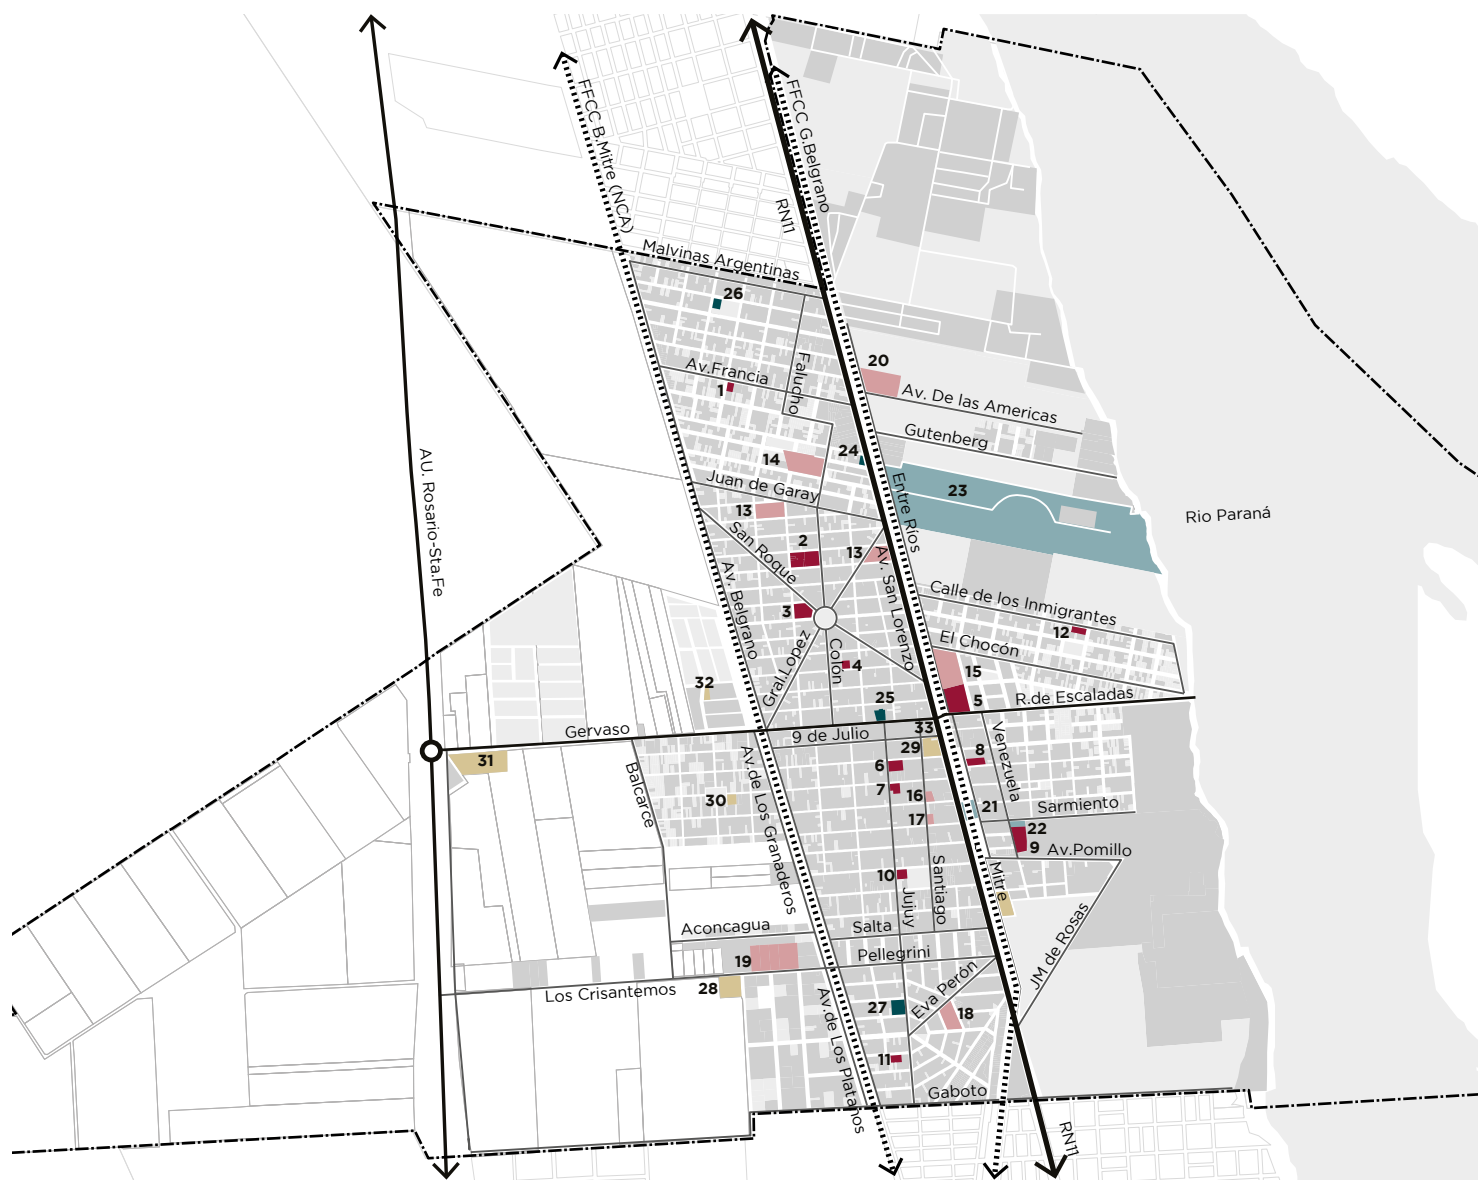 FFCC B.Mitre (NCA)
FFCC G.Belgrano
RN11
Malvinas Argentinas
26
Av.Francia
1
Falucho
20
Av. De las Americas
Gutenberg
24
14
Juan de Garay
23
Entre Ríos
Rio Paraná
AU. Rosario-Sta.Fe
13
San Roque
2
13
Av. San Lorenzo
Av. Belgrano
Calle de los Inmigrantes
12
3
El Chocón
Gral.Lopez
Colón
4
15
32
25
5
R.de Escaladas
Gervaso
9 de Julio
33
29
8
Venezuela
31
Balcarce
Av.de Los Granaderos
6
7
16
30
21
Sarmiento
17
22
9
Av.Pomillo
10
Jujuy
Santiago
Mitre
Aconcagua
Salta
JM de Rosas
19
Pellegrini
Los Crisantemos
28
Av.de Los Platanos
27
Eva Perón
18
11
Gaboto
RN11